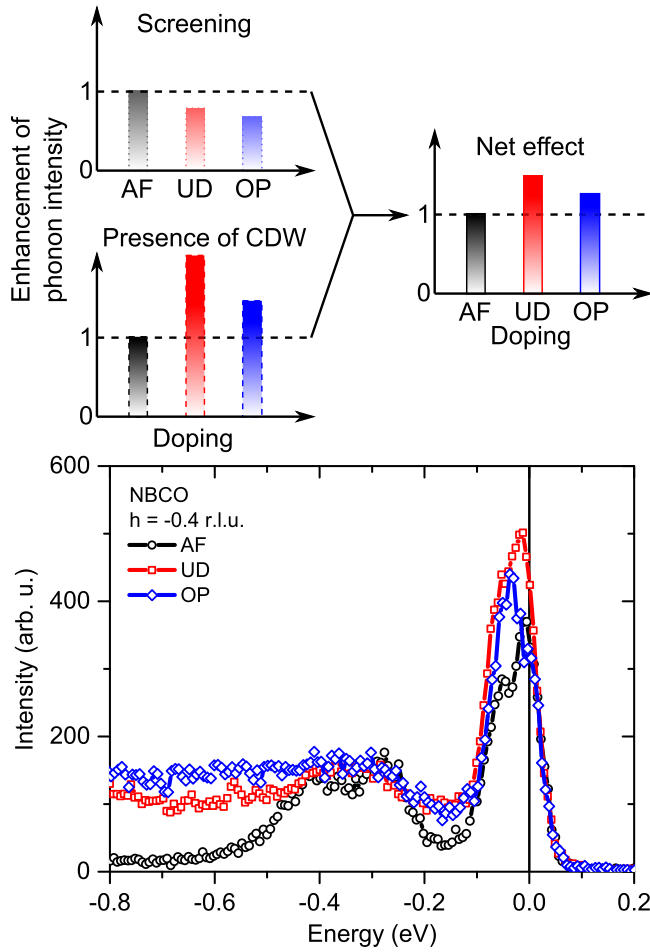 Screening
Enhancement of
phonon intensity
1
0
AF UD OP
Presence of CDW
1
0
Doping
Net effect
1
0
AF UD OP
Doping
600
400
200
0
Intensity (arb. u.)
NBCO
h = -0.4 r.l.u.
AF
UD
OP
-0.8 -0.6 -0.4 -0.2 0.0 0.2
Energy (eV)